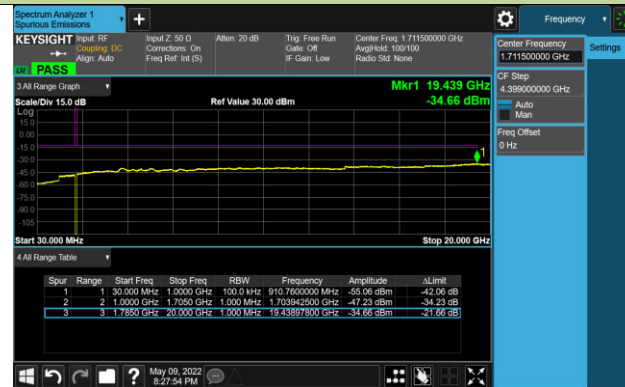 Spectrum Analyzer 1
Spurious Emissions
Frequency
KEYSIGHT Input: RF
Coupling: DC
Align: Auto
Input Z: 50 Ω
Corrections: On
Freq Ref: Int (S)
Atten: 20 dB
Trig: Free Run
Gate: Off
IF Gain: Low
Center Freq: 1.711500000 GHz
Avg|Hold: 100/100
Radio Std: None
PASS
Center Frequency
1.711500000 GHz
Settings
CF Step
4.399000000 GHz
Auto
Man
Freq Offset
0 Hz
3 All Range Graph
Mkr1 19.439 GHz
Scale/Div 15.0 dB
Ref Value 30.00 dBm
-34.66 dBm
Log
15.0
0.00
-15.0
-30.0
-45.0
-60.0
-75.0
-90.0
-105
1
Start 30.000 MHz
Stop 20.000 GHz
4 All Range Table
Spur Range Start Freq Stop Freq RBW Frequency Amplitude ΔLimit
1 1 30.000 MHz 1.0000 GHz 100.0 kHz 910.7600000 MHz -55.06 dBm -42.06 dB
2 2 1.0000 GHz 1.7050 GHz 1.000 MHz 1.703942500 GHz -47.23 dBm -34.23 dB
3 3 1.7850 GHz 20.000 GHz 1.000 MHz 19.43897800 GHz -34.66 dBm -21.66 dB
?
May 09, 2022
8:27:54 PM